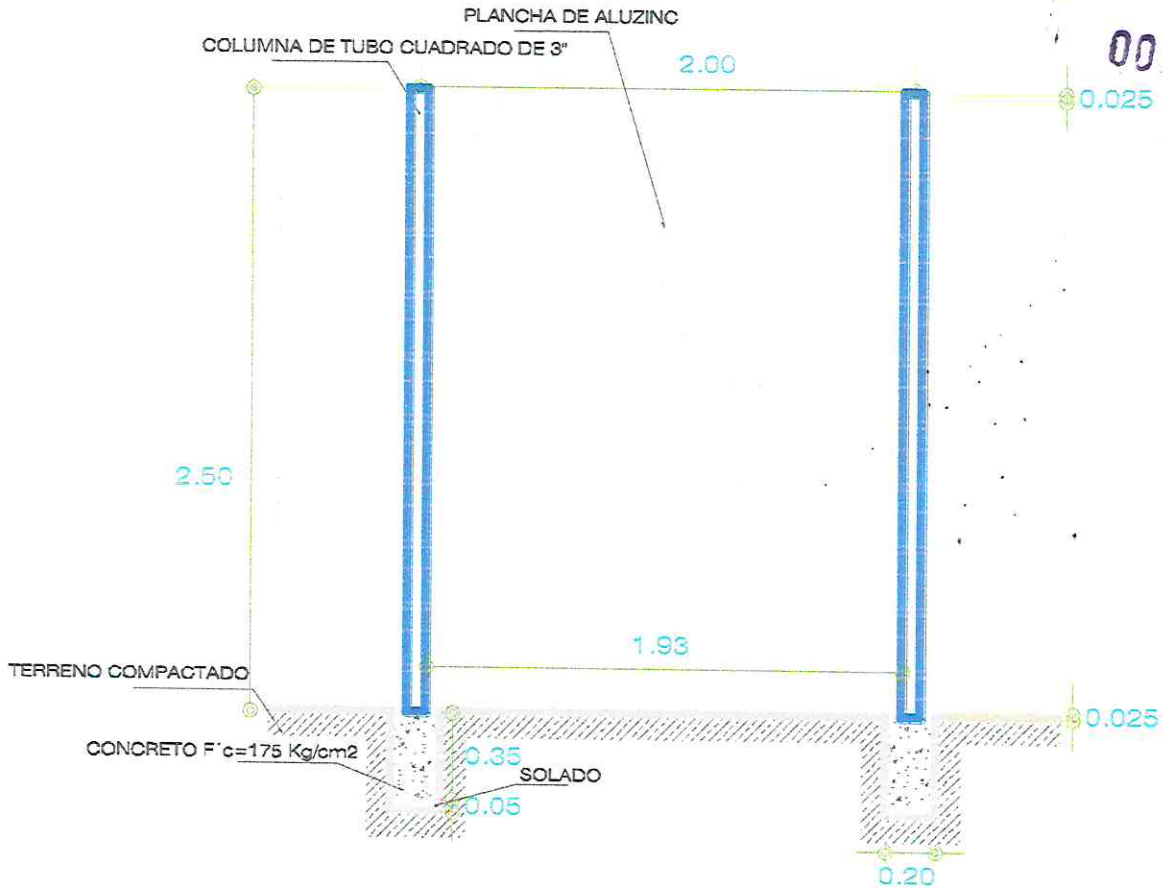 PLANCHA DE ALUZINC
COLUMNA DE TUBO CUADRADO DE 3"
00
2.00
0.025
2.50
1.93
TERRENO COMPACTADO
0.025
CONCRETO F´c=175 Kg/cm2
0.35
SOLADO
0.05
0.20